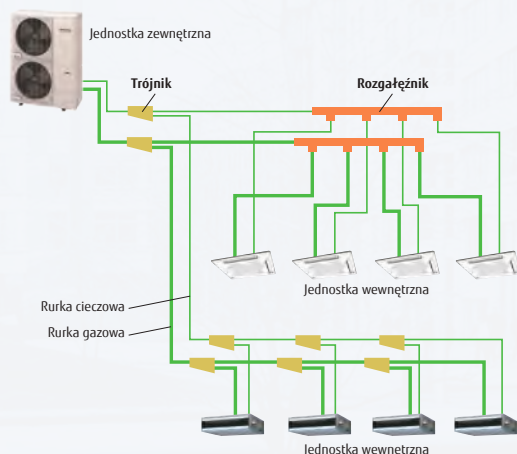 Jednostka zewnętrzna
Trójnik
Rozgałęźnik
Jednostka wewnętrzna
Rurka cieczowa
Rurka gazowa
Jednostka wewnętrzna